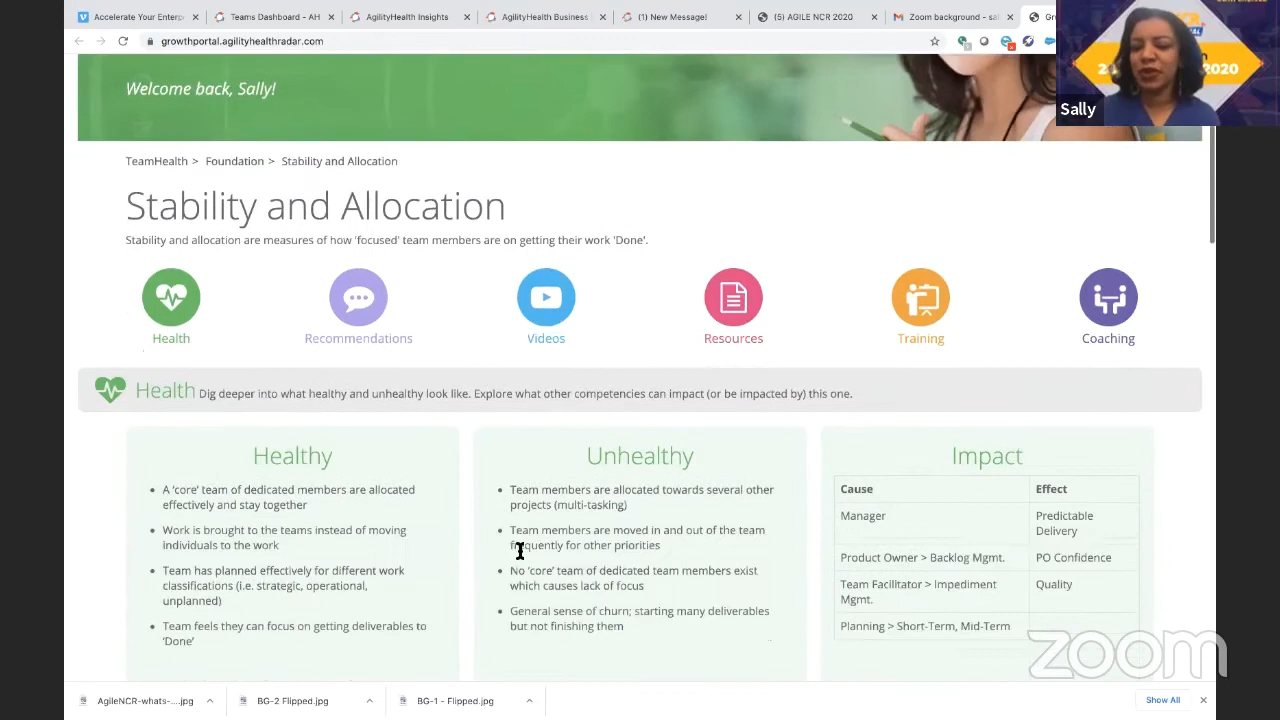 Accelerate Your Enterp
Teams Dashboard - AH
AgilityHealth Insights
AgilityHealth Business
(1) New Message!
(5) AGILE NCR 2020
Zoom background - sal
Gr
growthportal.agilityhealthradar.com
Welcome back, Sally!
20 2020
Sally
TeamHealth > Foundation > Stability and Allocation
Stability and Allocation
Stability and allocation are measures of how 'focused' team members are on getting their work 'Done'.
Health Recommendations Videos Resources Training Coaching
Health Dig deeper into what healthy and unhealthy look like. Explore what other competencies can impact (or be impacted by) this one.
Healthy
• A 'core' team of dedicated members are allocated
effectively and stay together
• Work is brought to the teams instead of moving
individuals to the work
• Team has planned effectively for different work
classifications (i.e. strategic, operational,
unplanned)
• Team feels they can focus on getting deliverables to
'Done'
Unhealthy
• Team members are allocated towards several other
projects (multi-tasking)
• Team members are moved in and out of the team
frequently for other priorities
• No 'core' team of dedicated team members exist
which causes lack of focus
• General sense of churn; starting many deliverables
but not finishing them
Impact
Cause Effect
Manager Predictable
Delivery
Product Owner > Backlog Mgmt. PO Confidence
Team Facilitator > Impediment Quality
Mgmt.
Planning > Short-Term, Mid-Term
zoom
AgileNCR-whats-....jpg
BG-2 Flipped.jpg
BG-1 - Flipped.jpg
Show All